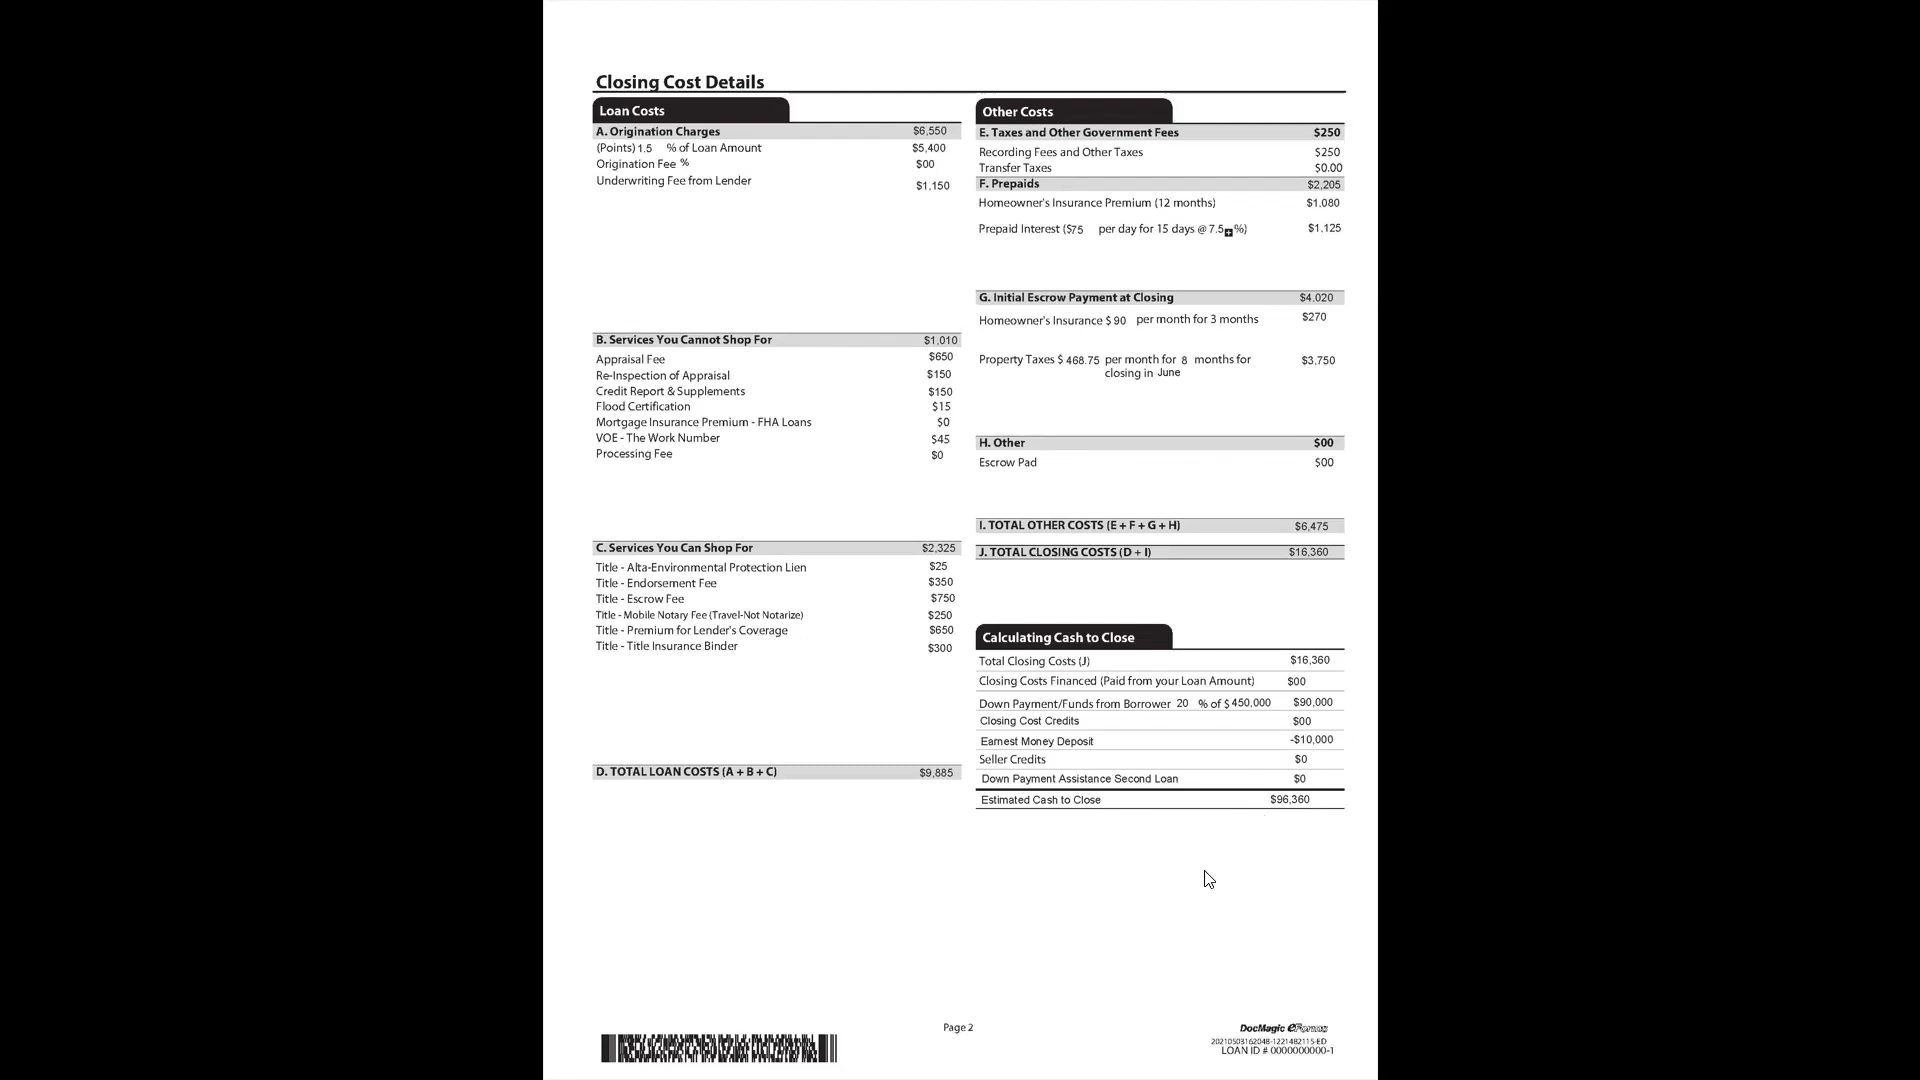 Closing Cost Details
Loan Costs
A. Origination Charges $6,550
(Points) 1.5 % of Loan Amount $5,400
Origination Fee % $00
Underwriting Fee from Lender $1,150
B. Services You Cannot Shop For $1,010
Appraisal Fee $650
Re-Inspection of Appraisal $150
Credit Report & Supplements $150
Flood Certification $15
Mortgage Insurance Premium - FHA Loans $0
VOE - The Work Number $45
Processing Fee $0
C. Services You Can Shop For $2,325
Title - Alta-Environmental Protection Lien $25
Title - Endorsement Fee $350
Title - Escrow Fee $750
Title - Mobile Notary Fee (Travel-Not Notarize) $250
Title - Premium for Lender's Coverage $650
Title - Title Insurance Binder $300
D. TOTAL LOAN COSTS (A + B + C) $9,885
Other Costs
E. Taxes and Other Government Fees $250
Recording Fees and Other Taxes $250
Transfer Taxes $0.00
F. Prepaids $2,205
Homeowner's Insurance Premium (12 months) $1,080
Prepaid Interest ($75 per day for 15 days @ 7.5 %) $1,125
G. Initial Escrow Payment at Closing $4,020
Homeowner's Insurance $ 90 per month for 3 months $270
Property Taxes $ 468.75 per month for 8 months for $3,750
closing in June
H. Other $00
Escrow Pad $00
I. TOTAL OTHER COSTS (E + F + G + H) $6,475
J. TOTAL CLOSING COSTS (D + I) $16,360
Calculating Cash to Close
Total Closing Costs (J) $16,360
Closing Costs Financed (Paid from your Loan Amount) $00
Down Payment/Funds from Borrower 20 % of $ 450,000 $90,000
Closing Cost Credits $00
Earnest Money Deposit -$10,000
Seller Credits $0
Down Payment Assistance Second Loan $0
Estimated Cash to Close $96,360
Page 2
DocMagic eForms
20210503162048-1221482115-ED
LOAN ID # 0000000000-1